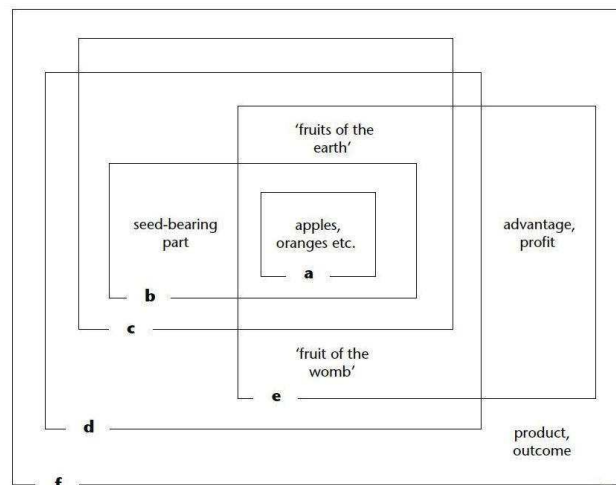 ‘fruits of the
earth’
seed-bearing
part
apples,
oranges etc.
advantage,
profit
a
b
c
‘fruit of the
womb’
e
d
product,
outcome
f